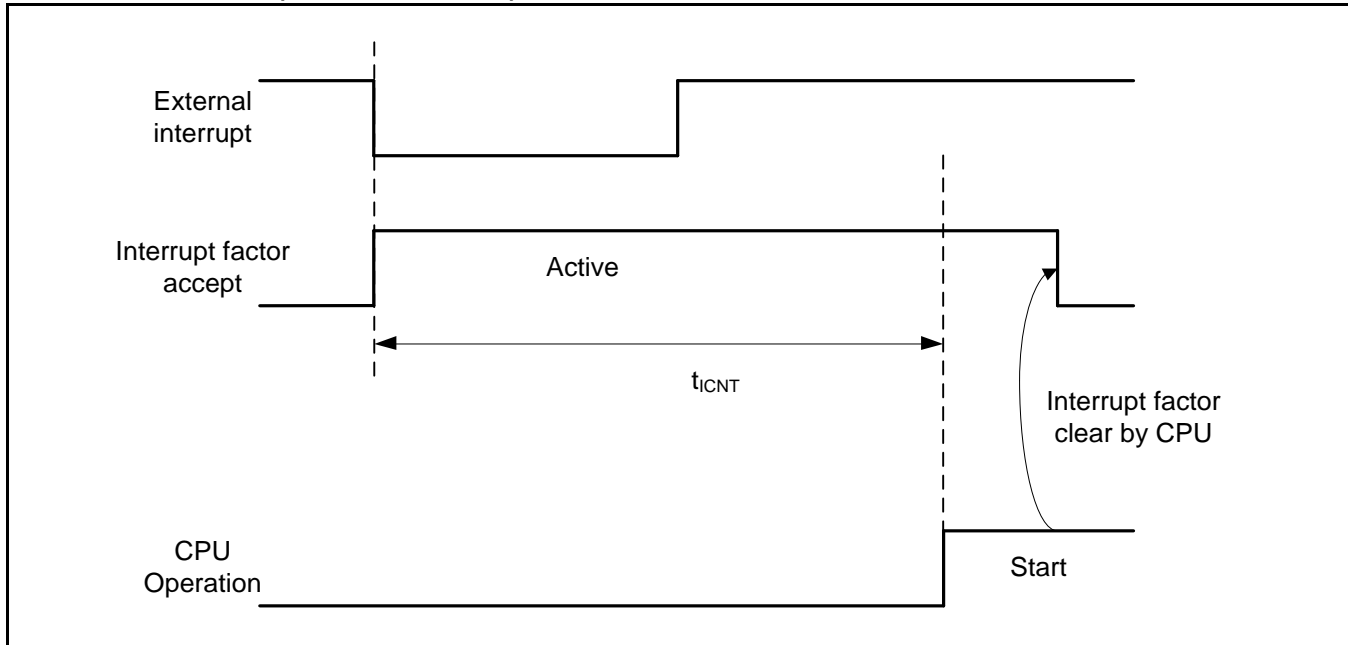 External
interrupt
Interrupt factor
accept
Active
tICNT
Interrupt factor
clear by CPU
CPU
Operation
Start